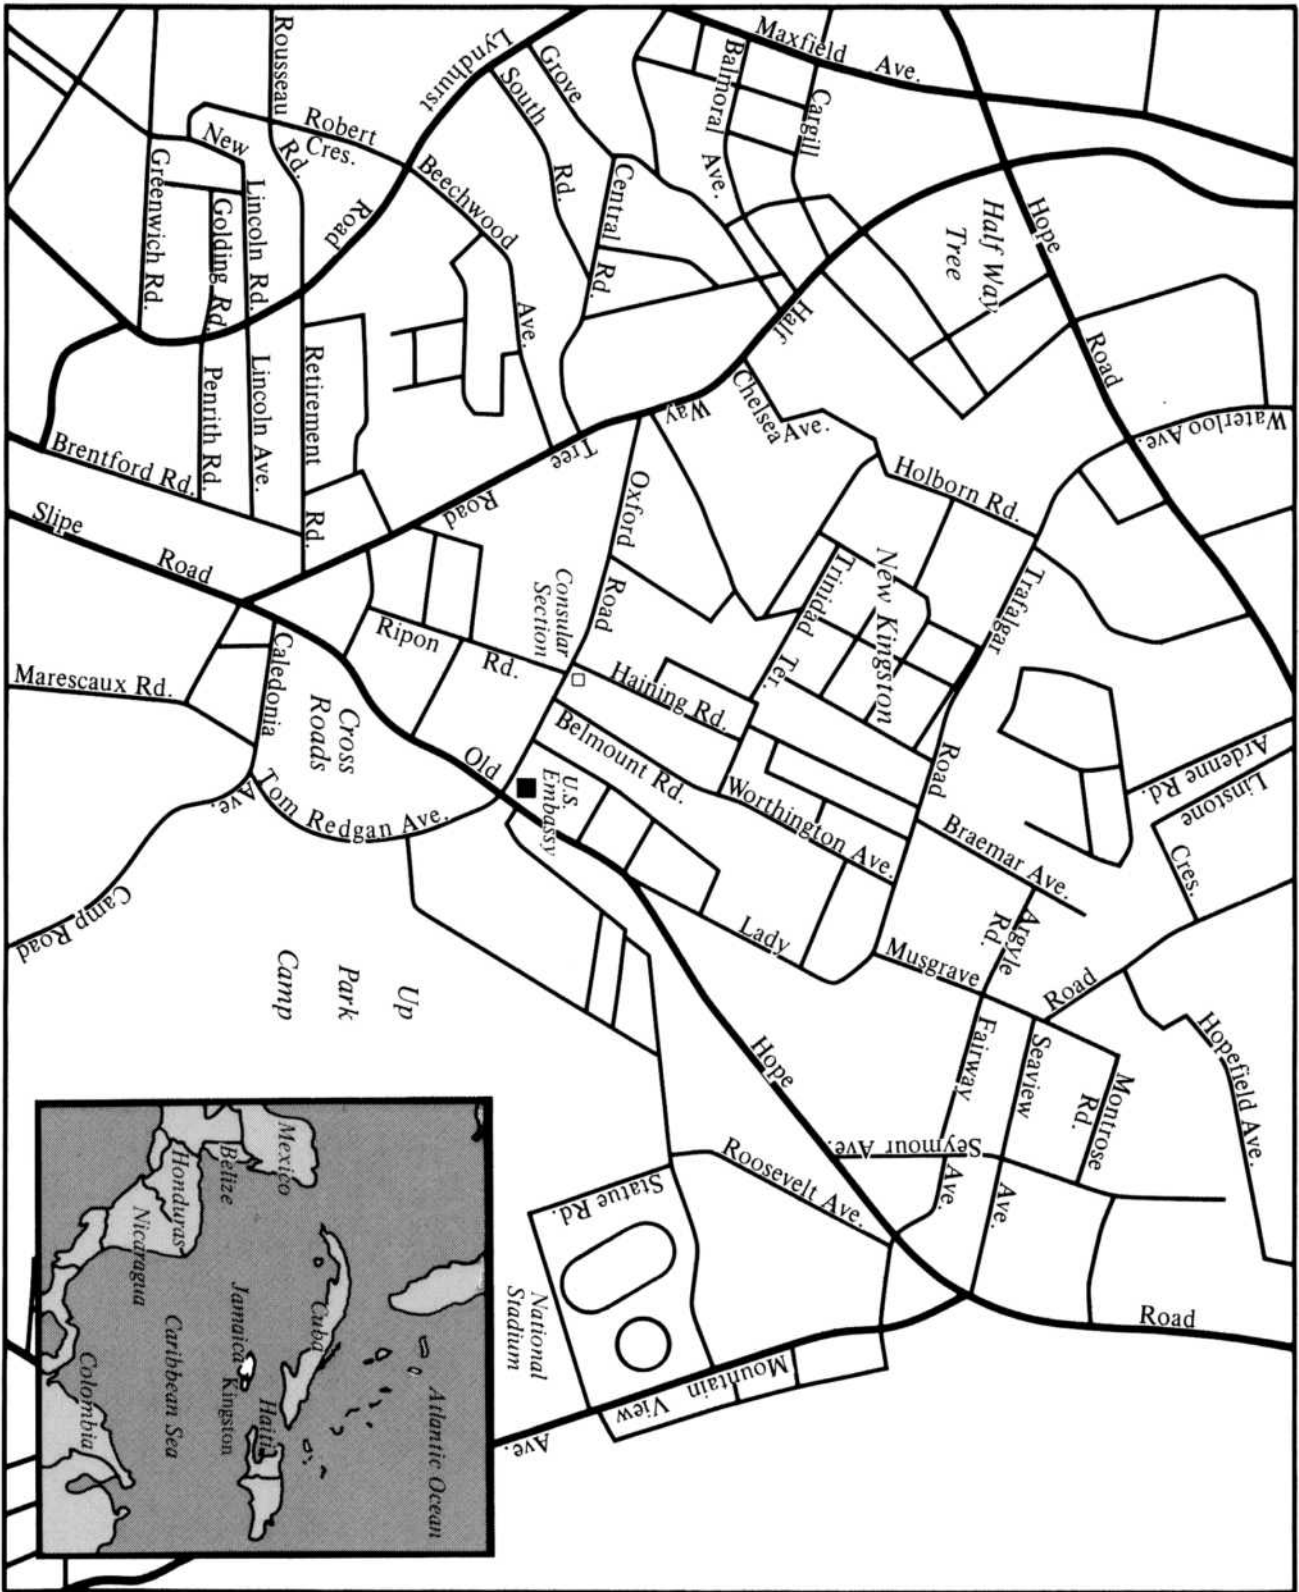 Maxfield Ave.
Lyndhurst Road
Rousseau Rd.
Grove
South Rd.
Balmoral Ave.
Cargill
Robert Cres.
New Lincoln Rd.
Beechwood Ave.
Central Rd.
Greenwich Rd.
Golding Rd.
Hope Road
Half Way
Tree
Half Way Tree Road
Retirement Rd.
Lincoln Ave.
Penrith Rd.
Brentford Rd.
Slipe Road
Chelsea Ave.
Waterloo Ave.
Holborn Rd.
Oxford Road
Trafalgar Road
New Kingston
Trinidad Ter.
Consular
Section
Ripon Rd.
Haining Rd.
Belmount Rd.
Worthington Ave.
Marescaux Rd.
Caledonia Ave.
Cross
Roads
Tom Redgan Ave.
Old Hope Road
U.S.
Embassy
Ardenne Rd.
Linstone Cres.
Braemar Ave.
Argyle Rd.
Lady Musgrave Road
Camp Road
Up
Park
Camp
Hopefield Ave.
Fairway Ave.
Seaview Ave.
Montrose Rd.
Seymour Ave.
Roosevelt Ave.
Statue Rd.
National
Stadium
Mountain View Ave.
Mexico
Belize
Honduras
Nicaragua
Cuba
Jamaica
Kingston
Haiti
Caribbean Sea
Colombia
Atlantic Ocean